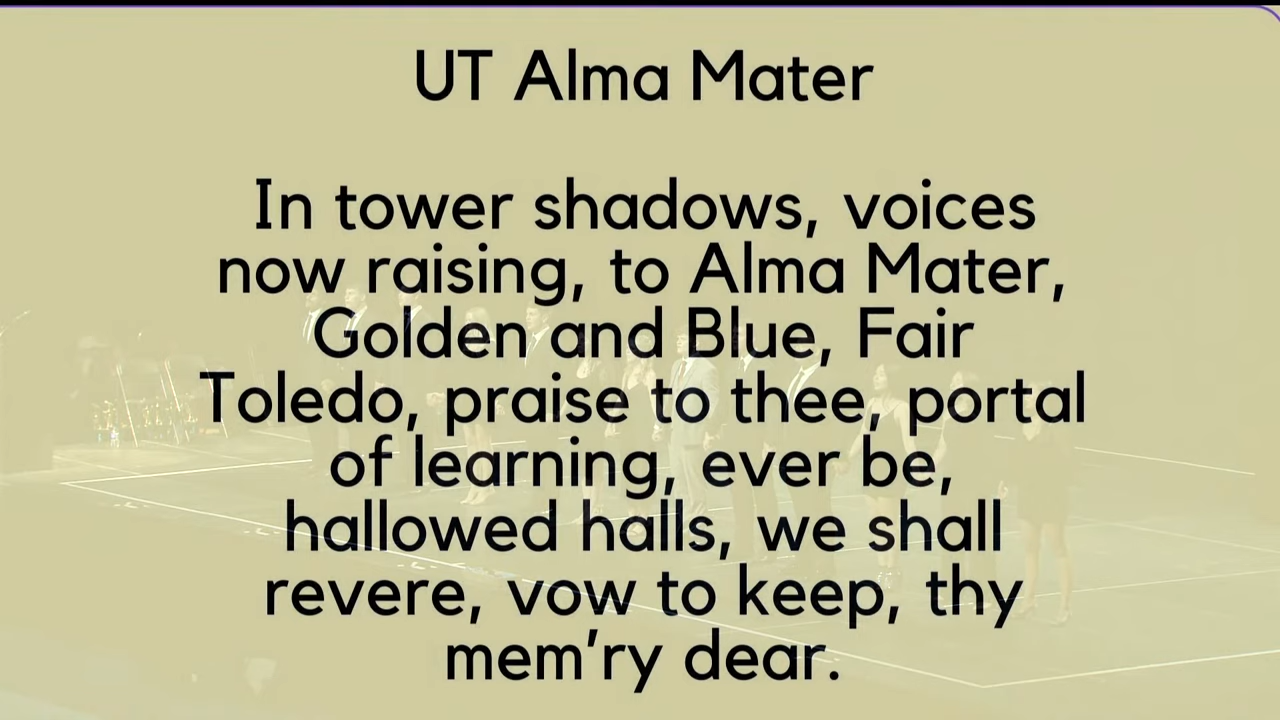 UT Alma Mater
In tower shadows, voices
now raising, to Alma Mater,
Golden and Blue, Fair
Toledo, praise to thee, portal
of learning, ever be,
hallowed halls, we shall
revere, vow to keep, thy
mem'ry dear.